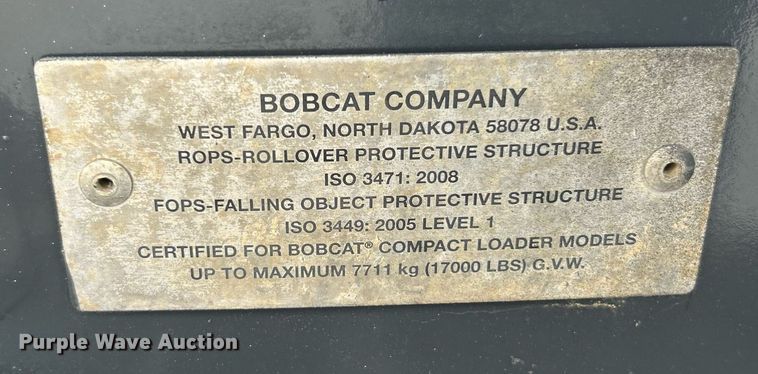 BOBCAT COMPANY
WEST FARGO, NORTH DAKOTA 58078 U.S.A.
ROPS-ROLLOVER PROTECTIVE STRUCTURE
ISO 3471: 2008
FOPS-FALLING OBJECT PROTECTIVE STRUCTURE
ISO 3449: 2005 LEVEL 1
CERTIFIED FOR BOBCAT® COMPACT LOADER MODELS
UP TO MAXIMUM 7711 kg (17000 LBS) G.V.W.
Purple Wave Auction